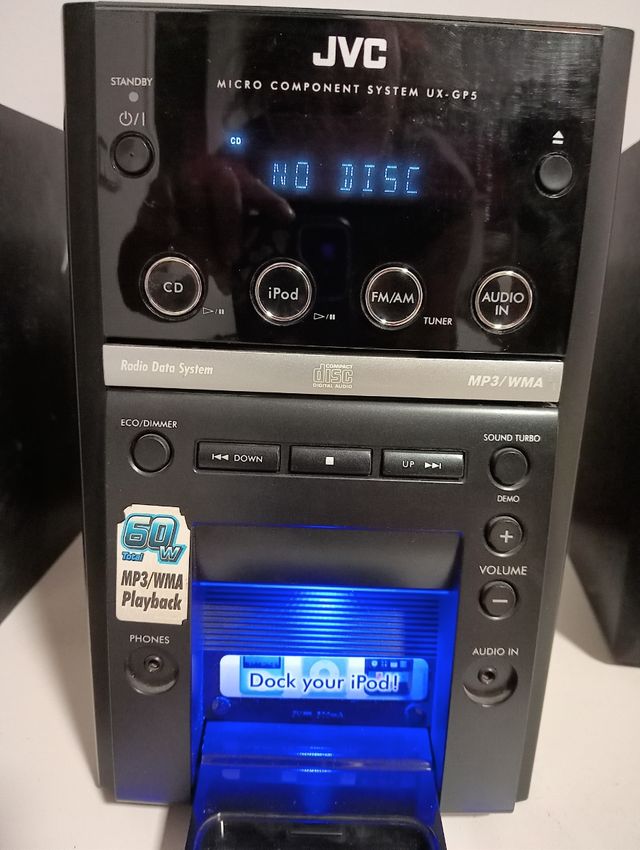 JVC
MICRO COMPONENT SYSTEM UX-GP5
STANDBY
CD
NO DISC
CD
iPod
FM/AM
TUNER
AUDIO
IN
Radio Data System
COMPACT
disc
DIGITAL AUDIO
MP3/WMA
ECO/DIMMER
DOWN
UP
SOUND TURBO
DEMO
60W
Total
MP3/WMA
Playback
VOLUME
PHONES
AUDIO IN
Dock your iPod!